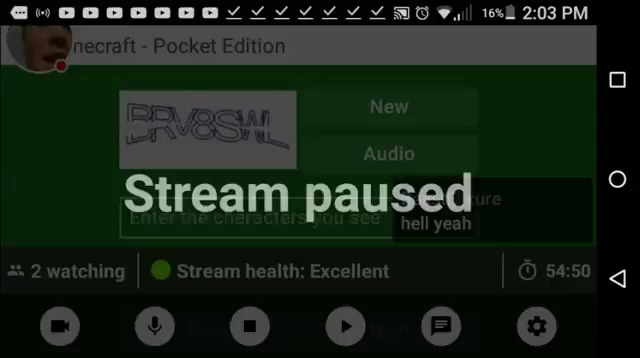 16% 2:03 PM
necraft - Pocket Edition
BRV8SWL
New
Audio
Stream paused
Enter the characters you see
ure
hell yeah
2 watching
Stream health: Excellent
54:50